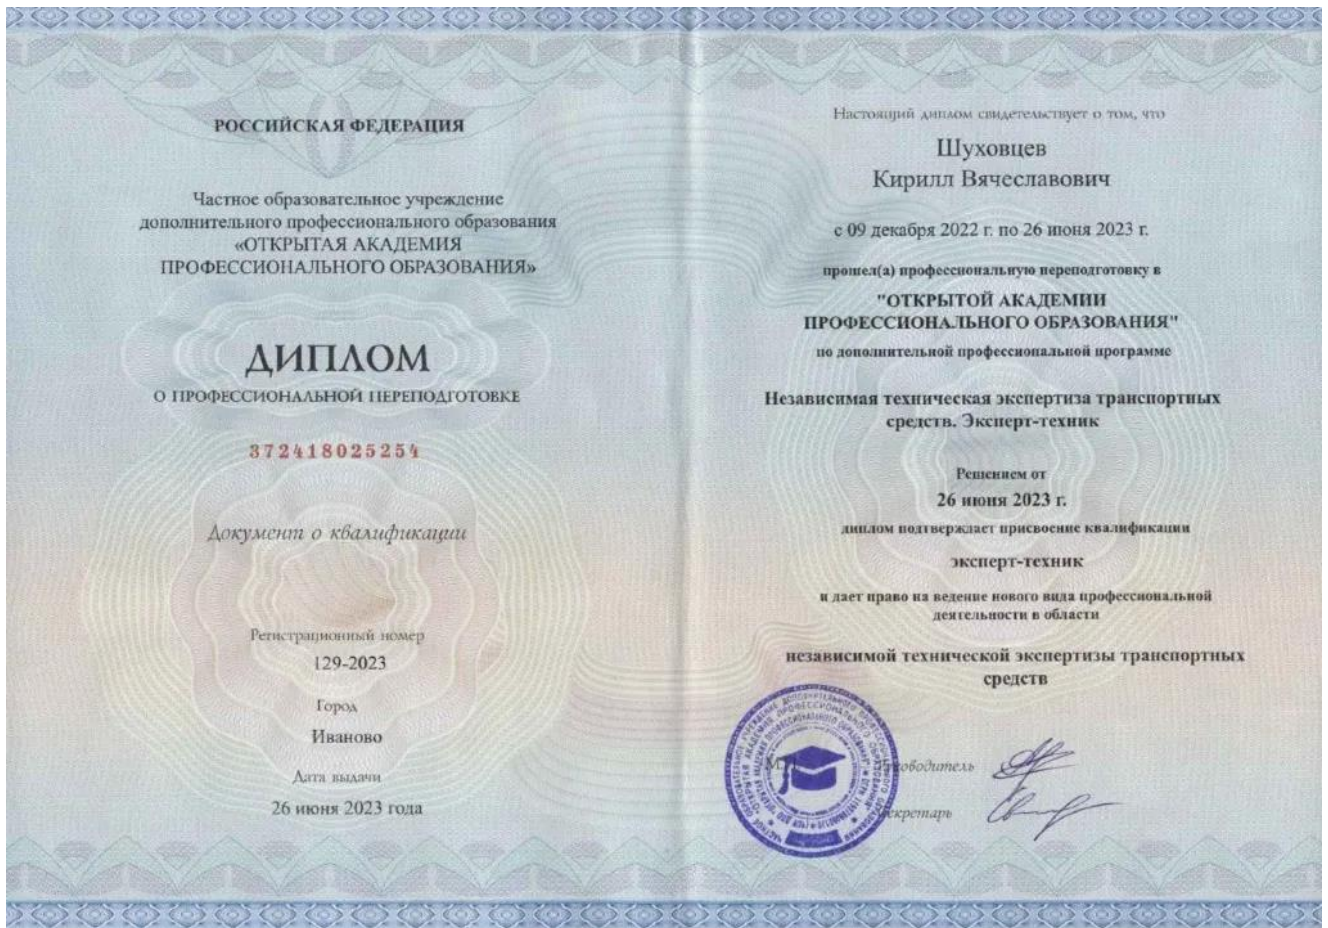 РОССИЙСКАЯ ФЕДЕРАЦИЯ
Частное образовательное учреждение
дополнительного профессионального образования
«ОТКРЫТАЯ АКАДЕМИЯ
ПРОФЕССИОНАЛЬНОГО ОБРАЗОВАНИЯ»
ДИПЛОМ
О ПРОФЕССИОНАЛЬНОЙ ПЕРЕПОДГОТОВКЕ
372418025254
Документ о квалификации
Регистрационный номер
129-2023
Город
Иваново
Дата выдачи
26 июня 2023 года
Настоящий диплом свидетельствует о том, что
Шуховцев
Кирилл Вячеславович
с 09 декабря 2022 г. по 26 июня 2023 г.
прошел(а) профессиональную переподготовку в
"ОТКРЫТОЙ АКАДЕМИИ
ПРОФЕССИОНАЛЬНОГО ОБРАЗОВАНИЯ"
по дополнительной профессиональной программе
Независимая техническая экспертиза транспортных
средств. Эксперт-техник
Решением от
26 июня 2023 г.
диплом подтверждает присвоение квалификации
эксперт-техник
и дает право на ведение нового вида профессиональной
деятельности в области
независимой технической экспертизы транспортных
средств
М.П.
Руководитель
Секретарь